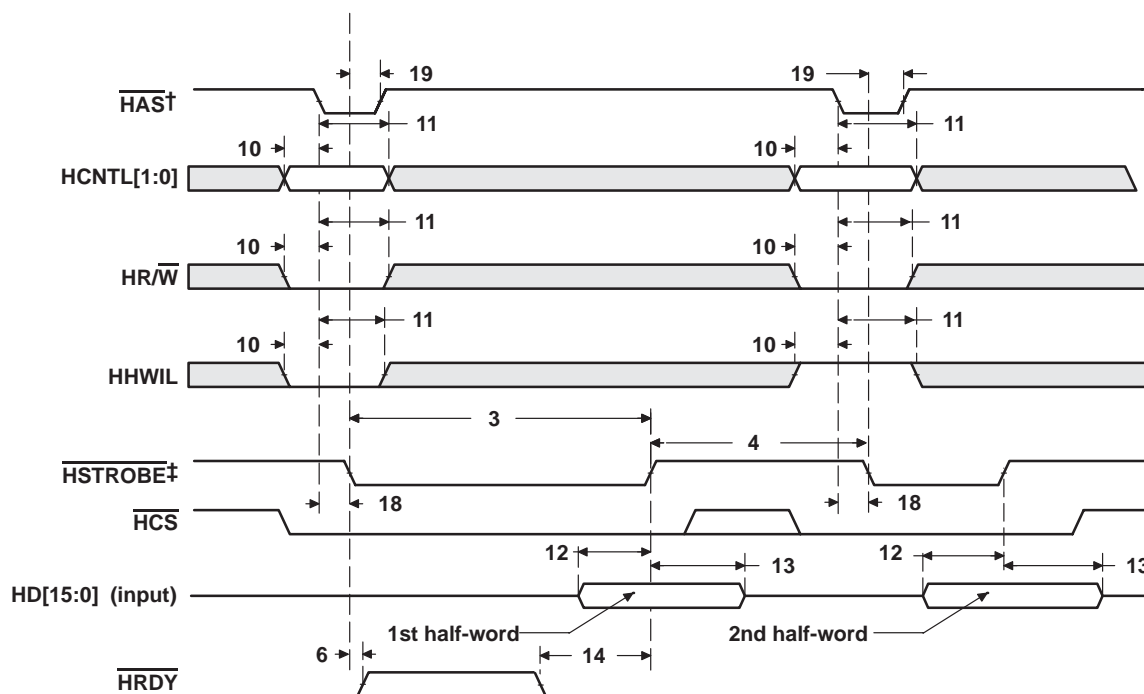 19 19
HAS†
11 11
10 10
HCNTL[1:0]
11 11
10 10
HR/W
11 11
10 10
HHWIL
3
4
HSTROBE‡
18 18
HCS
12 12
13 13
HD[15:0] (input)
1st half-word 2nd half-word
6 14
HRDY